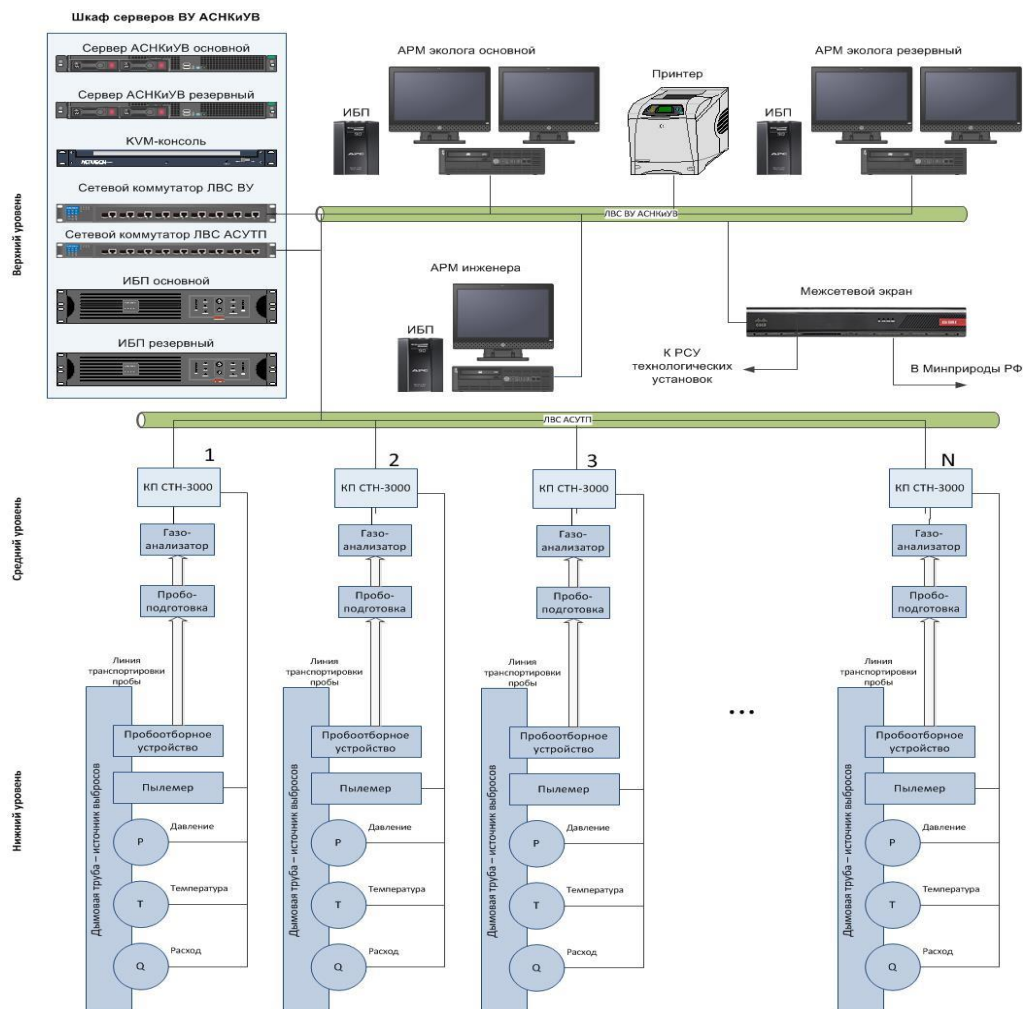 Шкаф серверов ВУ АСНКиУВ
Сервер АСНКиУВ основной
Сервер АСНКиУВ резервный
KVM-консоль
Сетевой коммутатор ЛВС ВУ
Сетевой коммутатор ЛВС АСУТП
ИБП основной
ИБП резервный
Верхний уровень
АРМ эколога основной
ИБП
Принтер
АРМ эколога резервный
ИБП
ЛВС ВУ АСНКиУВ
АРМ инженера
ИБП
Межсетевой экран
К РСУ
технологических
установок
В Минприроды РФ
ЛВС АСУТП
Средний уровень
1
КП СТН-3000
Газо-
анализатор
Пробо-
подготовка
2
КП СТН-3000
Газо-
анализатор
Пробо-
подготовка
3
КП СТН-3000
Газо-
анализатор
Пробо-
подготовка
N
КП СТН-3000
Газо-
анализатор
Пробо-
подготовка
...
Нижний уровень
Линия
транспортировки
пробы
Дымовая труба – источник выбросов
Пробоотборное
устройство
Пылемер
P
Давление
T
Температура
Q
Расход
Линия
транспортировки
пробы
Дымовая труба – источник выбросов
Пробоотборное
устройство
Пылемер
P
Давление
T
Температура
Q
Расход
Линия
транспортировки
пробы
Дымовая труба – источник выбросов
Пробоотборное
устройство
Пылемер
P
Давление
T
Температура
Q
Расход
Линия
транспортировки
пробы
Дымовая труба – источник выбросов
Пробоотборное
устройство
Пылемер
P
Давление
T
Температура
Q
Расход